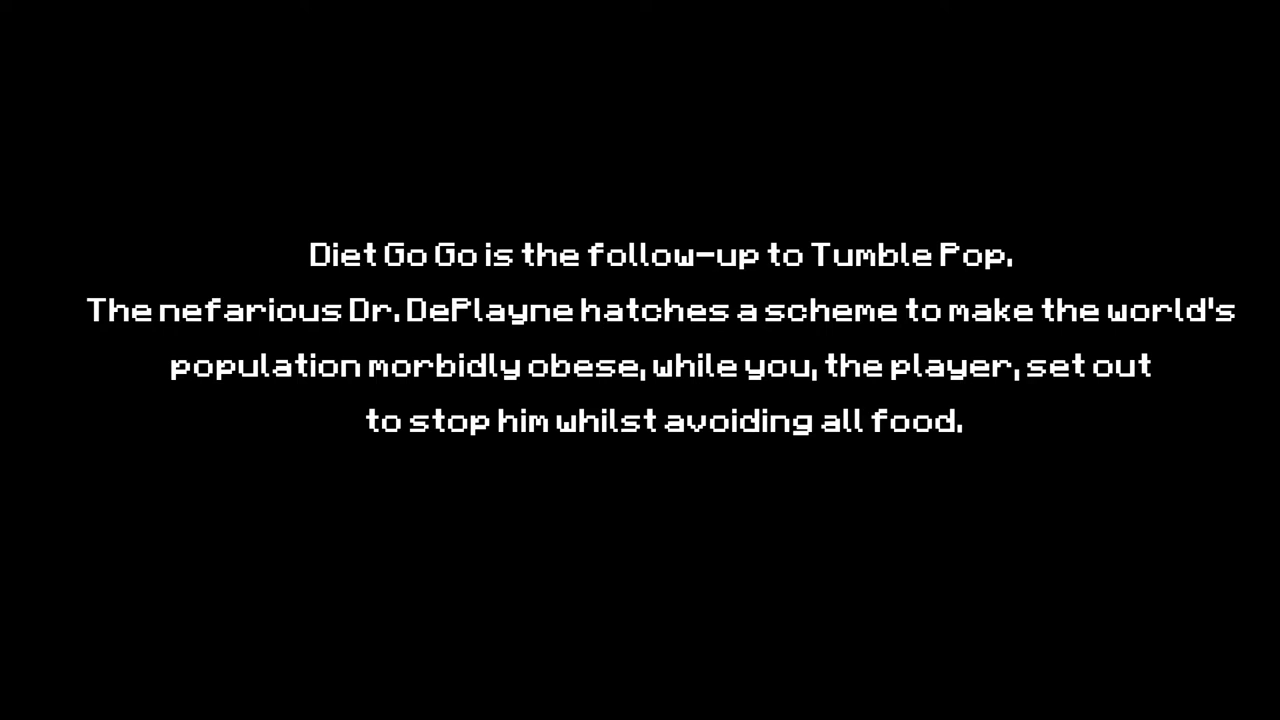 Diet Go Go is the follow-up to Tumble Pop.
The nefarious Dr. DePlayne hatches a scheme to make the world's
population morbidly obese, while you, the player, set out
to stop him whilst avoiding all food.